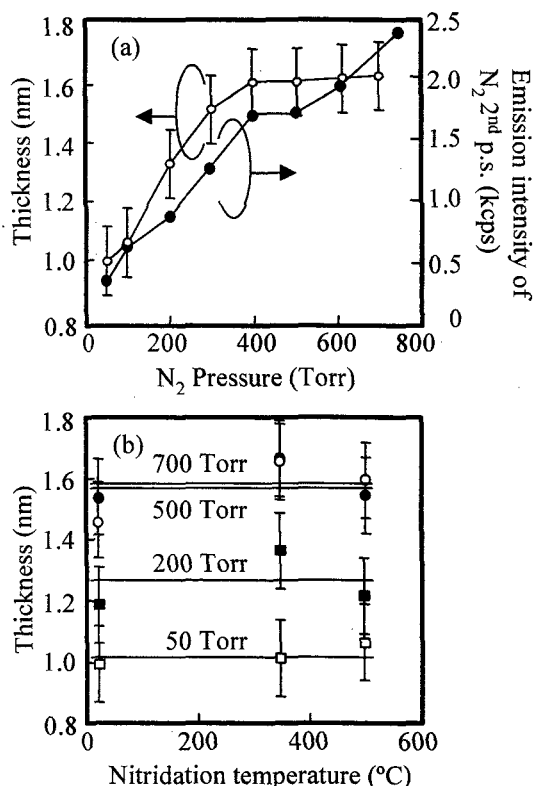 (a)
Thickness (nm)
1.8
1.6
1.4
1.2
1.0
0.8
0
200
400
600
800
N₂ Pressure (Torr)
2.5
2.0
1.5
1.0
0.5
0
Emission intensity of
N₂ 2ⁿᵈ p.s. (kcps)
(b)
Thickness (nm)
1.8
1.6
1.4
1.2
1.0
0.8
700 Torr
500 Torr
200 Torr
50 Torr
0
200
400
600
Nitridation temperature (ºC)